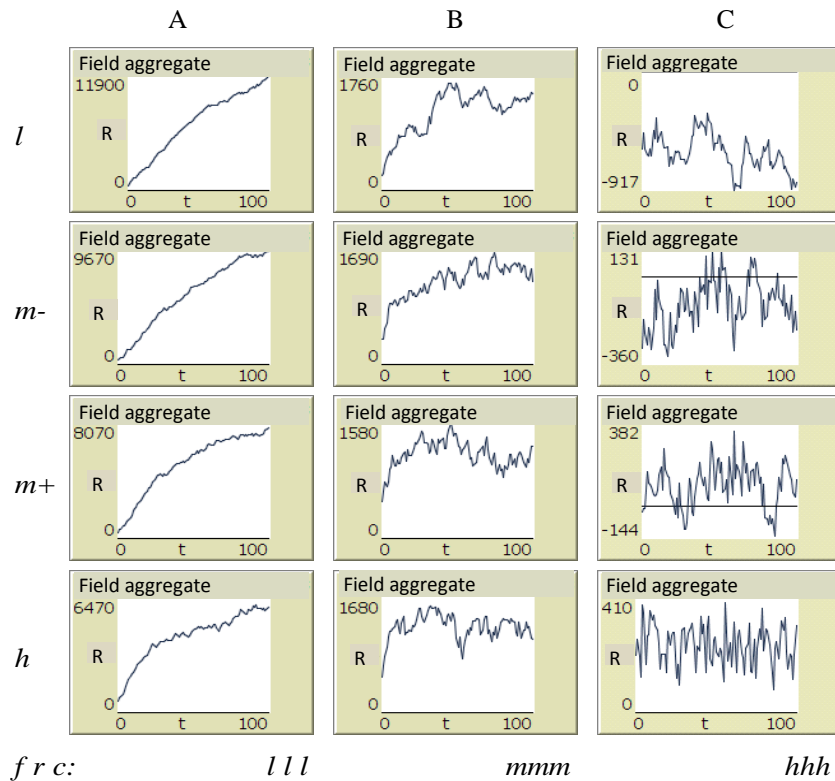 A B C
Field aggregate Field aggregate Field aggregate
11900 1760 0
l R R R
0 0 -917
0 t 100 0 t 100 0 t 100
Field aggregate Field aggregate Field aggregate
9670 1690 131
m- R R R
0 0 -360
0 t 100 0 t 100 0 t 100
Field aggregate Field aggregate Field aggregate
8070 1580 382
m+ R R R
0 0 -144
0 t 100 0 t 100 0 t 100
Field aggregate Field aggregate Field aggregate
6470 1680 410
h R R R
0 0 0
0 t 100 0 t 100 0 t 100
f r c: l l l mmm hhh